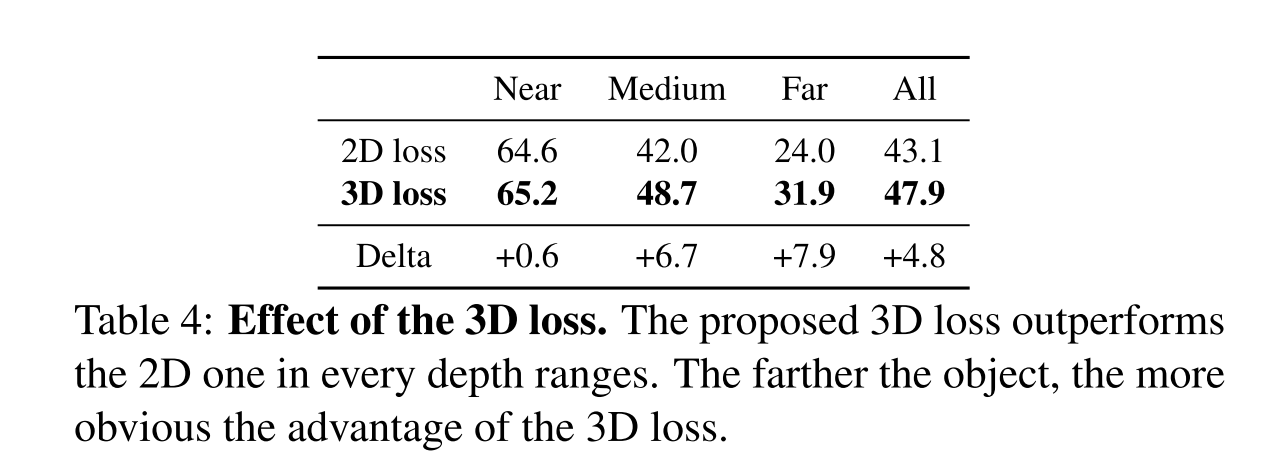 Near Medium Far All
2D loss 64.6 42.0 24.0 43.1
3D loss 65.2 48.7 31.9 47.9
Delta +0.6 +6.7 +7.9 +4.8
Table 4: Effect of the 3D loss. The proposed 3D loss outperforms
the 2D one in every depth ranges. The farther the object, the more
obvious the advantage of the 3D loss.